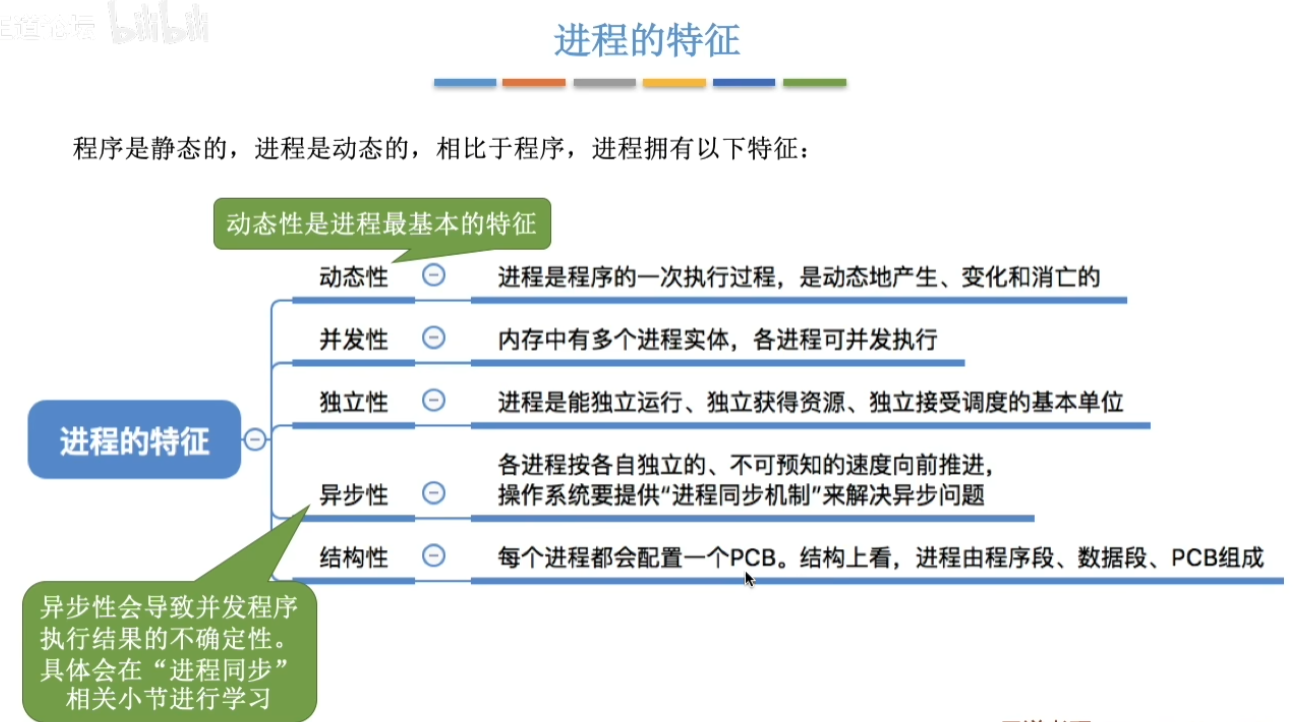 bilibili
进程的特征
程序是静态的，进程是动态的，相比于程序，进程拥有以下特征：
动态性是进程最基本的特征
动态性 进程是程序的一次执行过程，是动态地产生、变化和消亡的
并发性 内存中有多个进程实体，各进程可并发执行
独立性 进程是能独立运行、独立获得资源、独立接受调度的基本单位
进程的特征
各进程按各自独立的、不可预知的速度向前推进，
异步性 操作系统要提供“进程同步机制”来解决异步问题
结构性 每个进程都会配置一个PCB。结构上看，进程由程序段、数据段、PCB组成
异步性会导致并发程序
执行结果的不确定性。
具体会在“进程同步”
相关小节进行学习